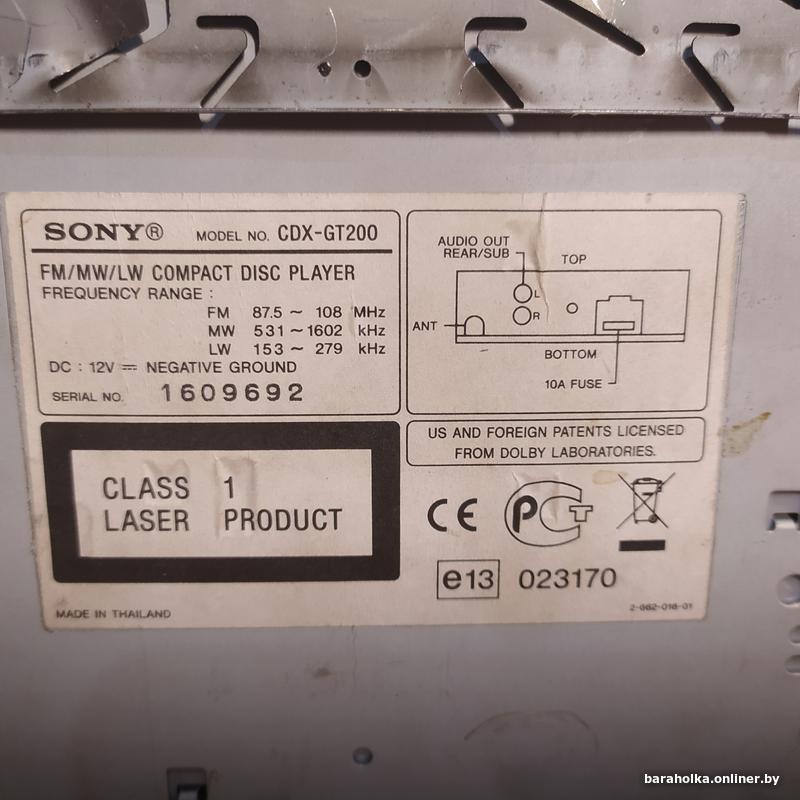 SONY® MODEL NO. CDX-GT200
FM/MW/LW COMPACT DISC PLAYER
FREQUENCY RANGE :
FM 87.5 ~ 108 MHz
MW 531 ~ 1602 kHz
LW 153 ~ 279 kHz
DC : 12V ⎓ NEGATIVE GROUND
SERIAL NO. 1609692
AUDIO OUT
REAR/SUB
TOP
L
R
ANT
BOTTOM
10A FUSE
US AND FOREIGN PATENTS LICENSED
FROM DOLBY LABORATORIES.
CLASS 1
LASER PRODUCT
CE PCT
e13 023170
MADE IN THAILAND
2-662-018-01
baraholka.onliner.by